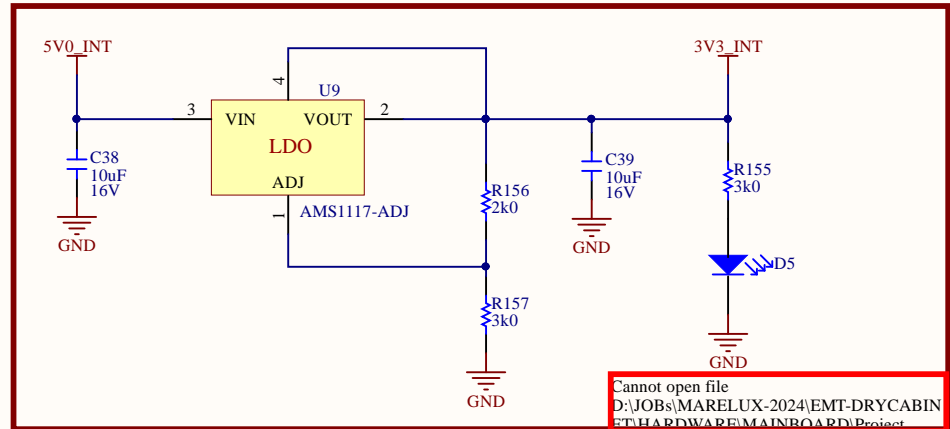 5V0_INT
3V3_INT
4
U9
3
VIN
VOUT
2
LDO
ADJ
1
AMS1117-ADJ
C38
10uF
16V
GND
R156
2k0
C39
10uF
16V
GND
R155
3k0
D5
GND
R157
3k0
GND
Cannot open file
D:\JOBs\MARELUX-2024\EMT-DRYCABIN
ET\HARDWARE\MAINBOARD\Project